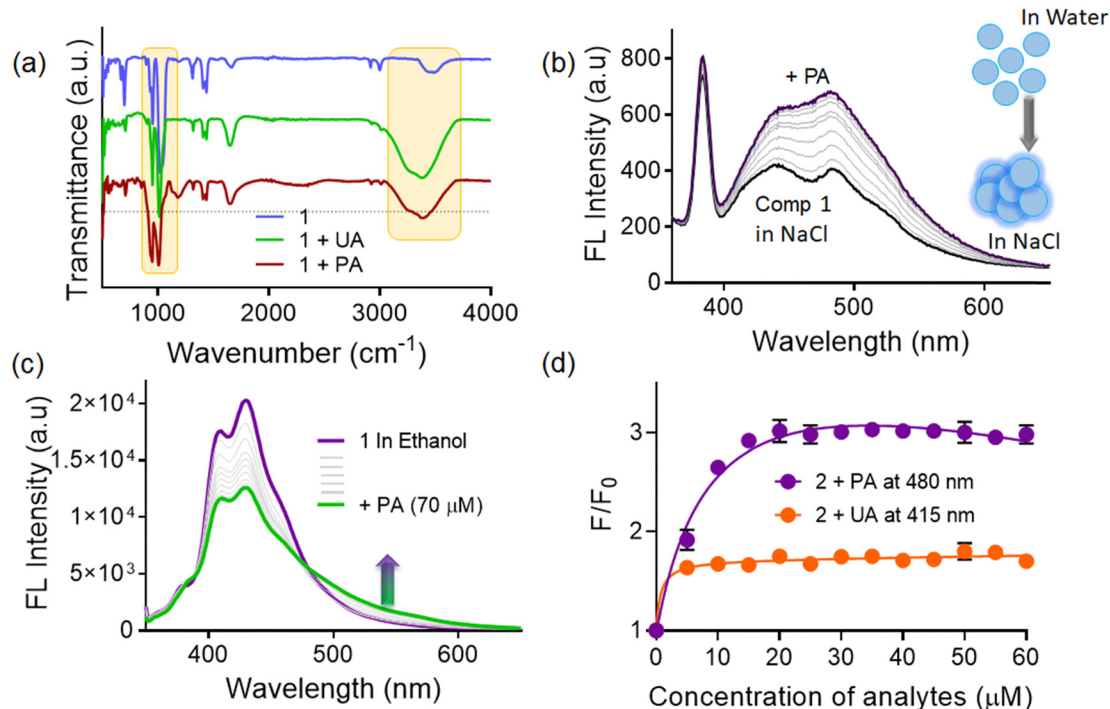 (a)
Transmittance (a.u.)
1
1 + UA
1 + PA
1000
2000
3000
4000
Wavenumber (cm⁻¹)
(b)
FL Intensity (a.u)
800
600
400
200
0
+ PA
Comp 1
in NaCl
400
500
600
Wavelength (nm)
In Water
In NaCl
(c)
FL Intensity (a.u)
2×10⁴
1.5×10⁴
1×10⁴
5×10³
0
1 In Ethanol
+ PA (70 μM)
400
500
600
Wavelength (nm)
(d)
F/F₀
3
2
1
2 + PA at 480 nm
2 + UA at 415 nm
0
10
20
30
40
50
60
Concentration of analytes (μM)